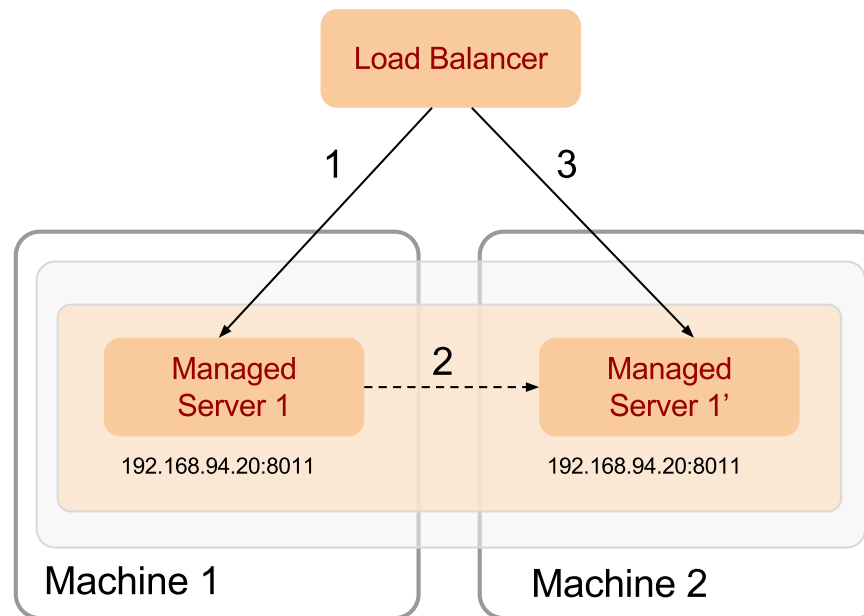 Load Balancer
1
3
Managed
Server 1
2
Managed
Server 1’
192.168.94.20:8011
192.168.94.20:8011
Machine 1
Machine 2